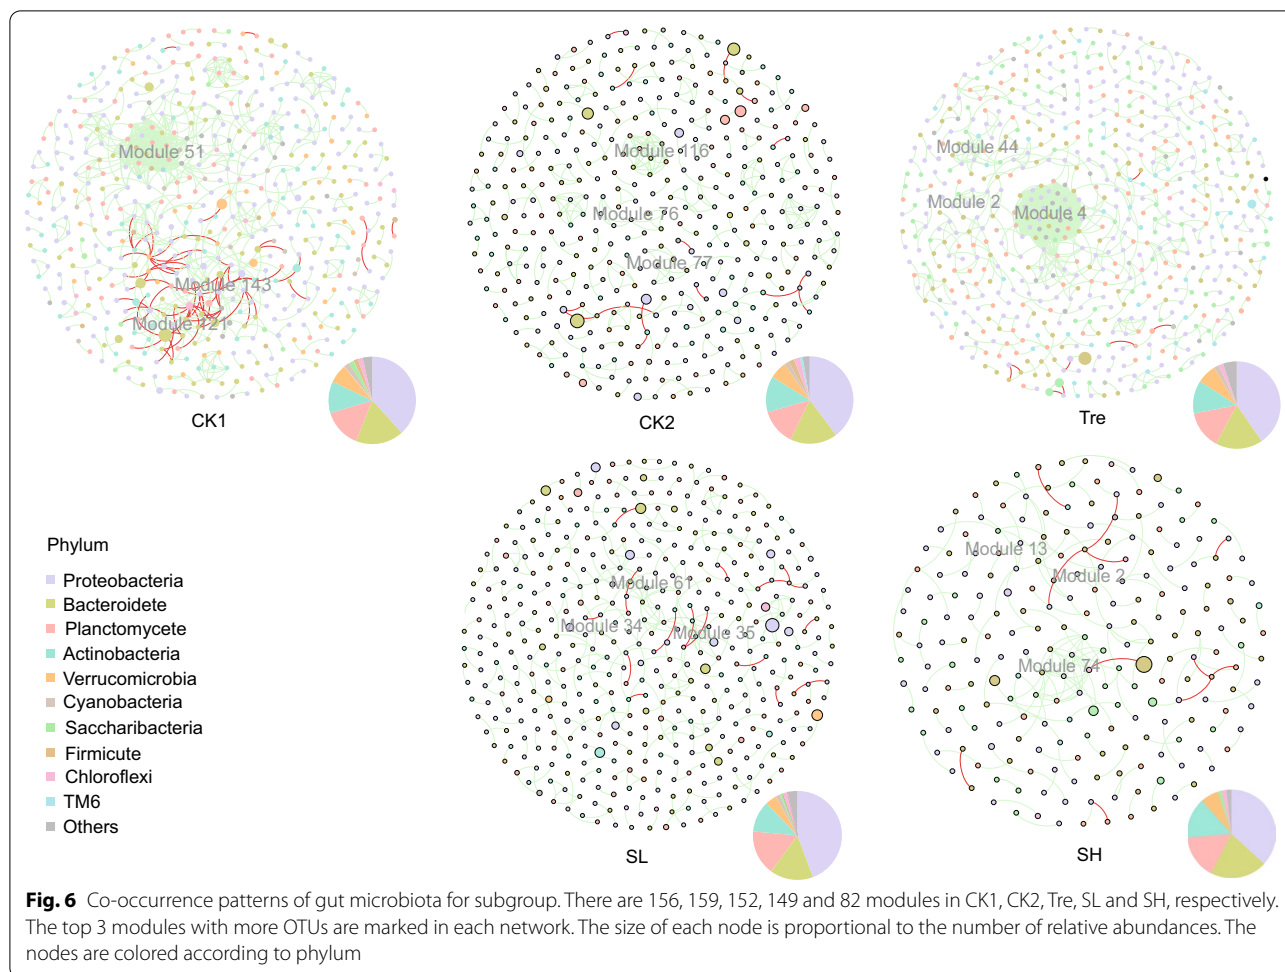 Module 51
Module 143
Module 121
CK1
Module 116
Module 76
Module 77
CK2
Module 44
Module 2
Module 4
Tre
Phylum
Proteobacteria
Bacteroidete
Planctomycete
Actinobacteria
Verrucomicrobia
Cyanobacteria
Saccharibacteria
Firmicute
Chloroflexi
TM6
Others
Module 61
Module 34
Module 35
SL
Module 13
Module 2
Module 74
SH
Fig. 6 Co-occurrence patterns of gut microbiota for subgroup. There are 156, 159, 152, 149 and 82 modules in CK1, CK2, Tre, SL and SH, respectively.
The top 3 modules with more OTUs are marked in each network. The size of each node is proportional to the number of relative abundances. The
nodes are colored according to phylum